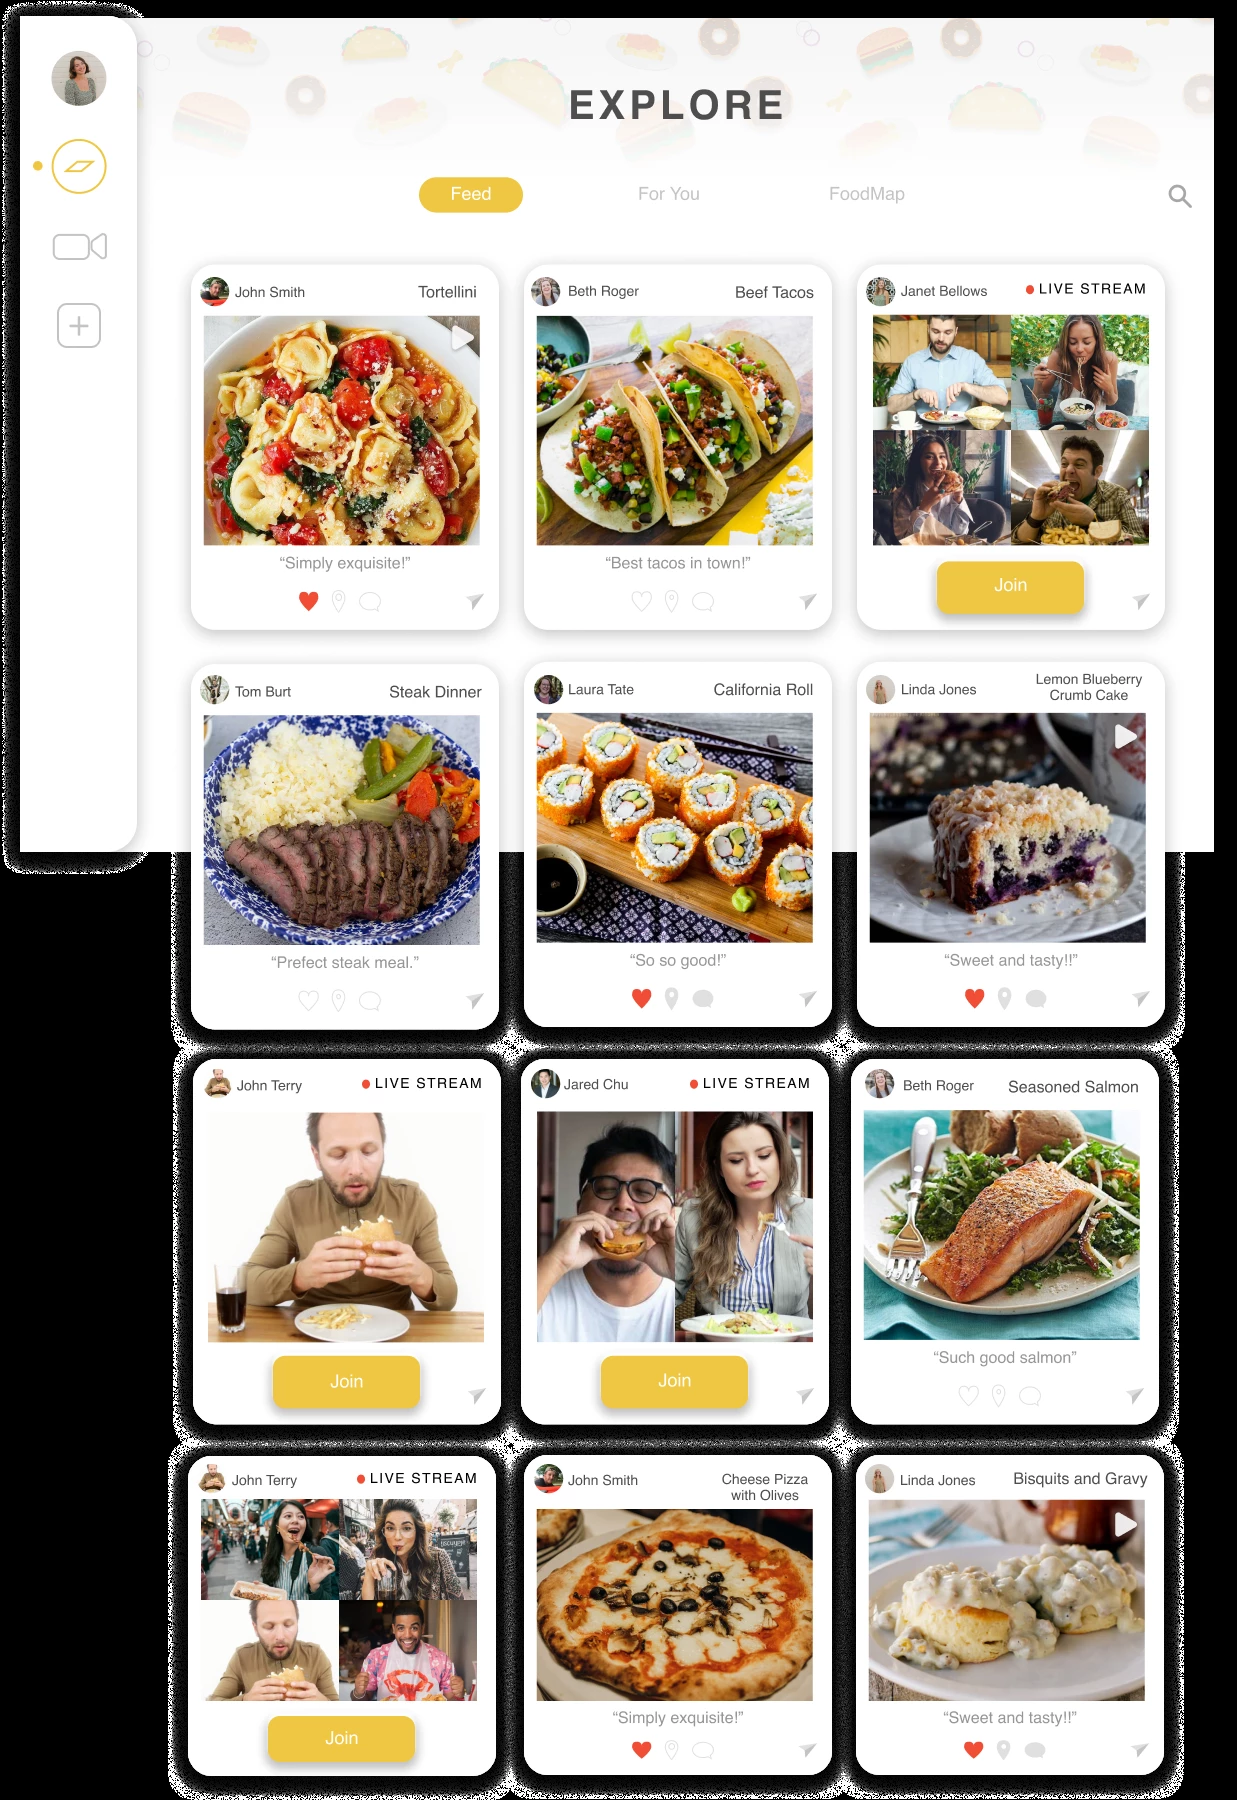 EXPLORE
Feed
For You
FoodMap
John Smith
Tortellini
“Simply exquisite!”
Beth Roger
Beef Tacos
“Best tacos in town!”
Janet Bellows
LIVE STREAM
Join
Tom Burt
Steak Dinner
“Prefect steak meal.”
Laura Tate
California Roll
“So so good!”
Linda Jones
Lemon Blueberry
Crumb Cake
“Sweet and tasty!!”
John Terry
LIVE STREAM
Join
Jared Chu
LIVE STREAM
Join
Beth Roger
Seasoned Salmon
“Such good salmon”
John Terry
LIVE STREAM
Join
John Smith
Cheese Pizza
with Olives
“Simply exquisite!”
Linda Jones
Bisquits and Gravy
“Sweet and tasty!!”